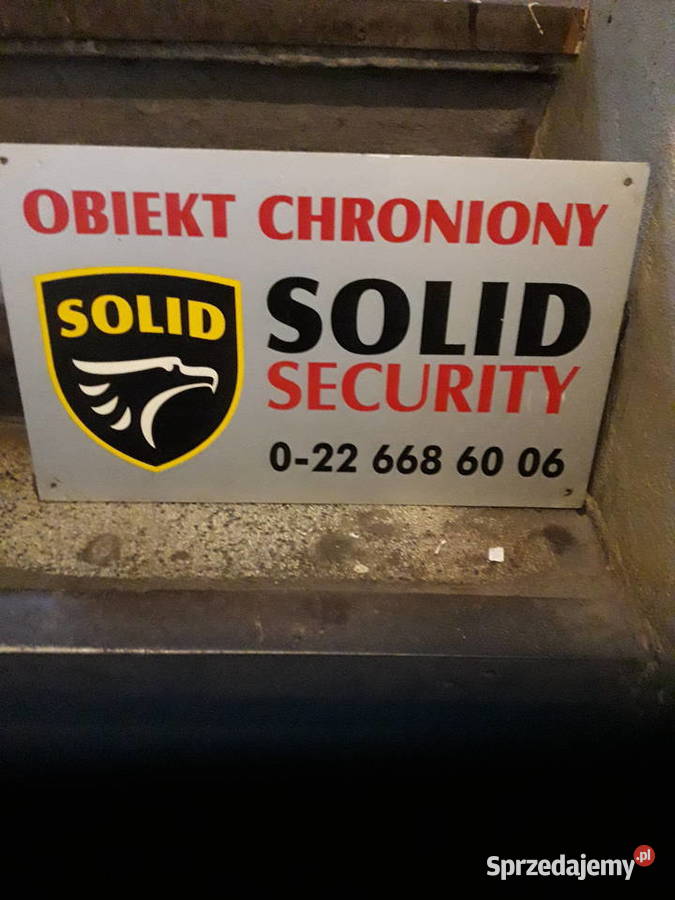 OBIEKT CHRONIONY
SOLID
SOLID
SECURITY
0-22 668 60 06
Sprzedajemy.pl